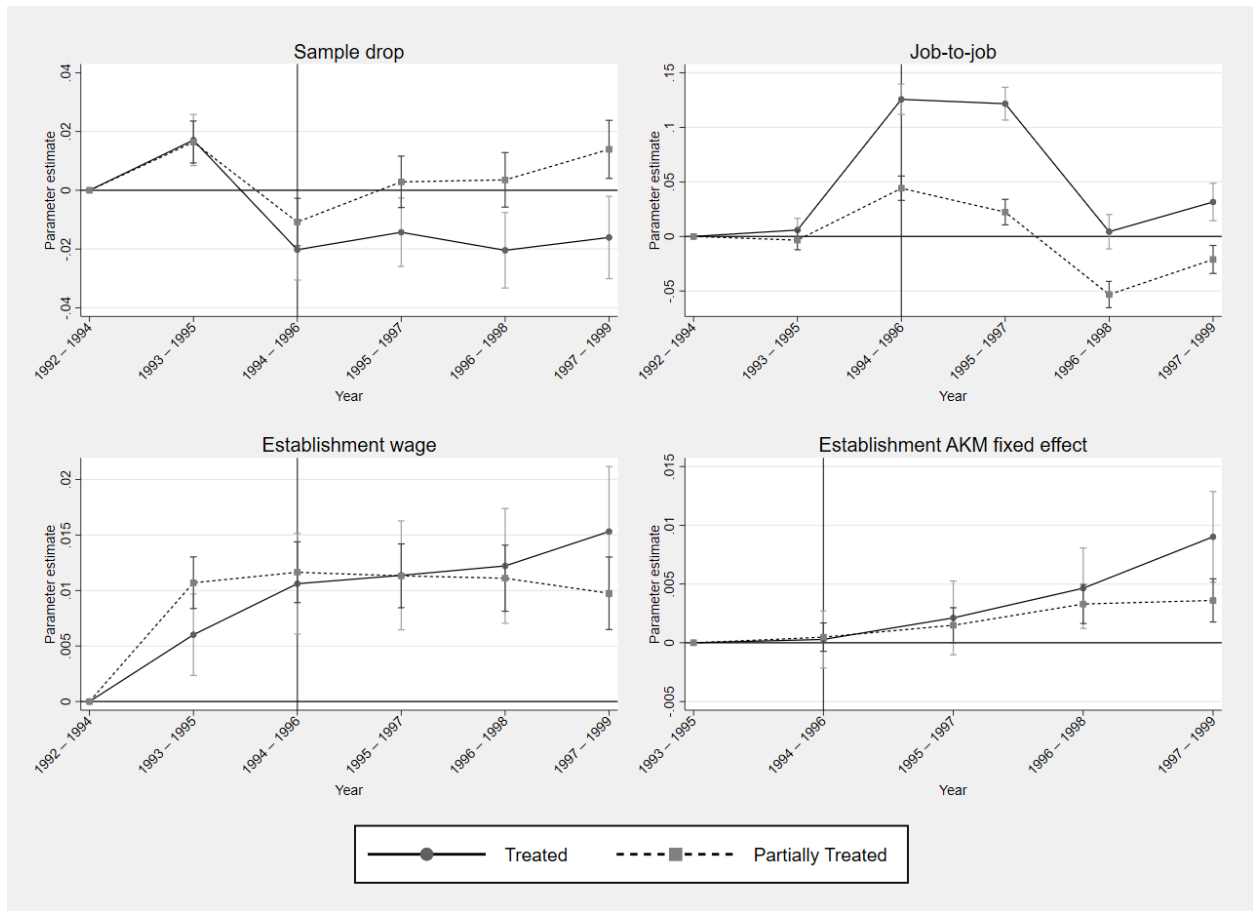 Sample drop
Parameter estimate
.04
.02
0
-.02
-.04
1992 – 1994
1993 – 1995
1994 – 1996
1995 – 1997
1996 – 1998
1997 – 1999
Year
Job-to-job
Parameter estimate
.15
.1
.05
0
-.05
1992 – 1994
1993 – 1995
1994 – 1996
1995 – 1997
1996 – 1998
1997 – 1999
Year
Establishment wage
Parameter estimate
.02
.015
.01
.005
0
1992 – 1994
1993 – 1995
1994 – 1996
1995 – 1997
1996 – 1998
1997 – 1999
Year
Establishment AKM fixed effect
Parameter estimate
.015
.01
.005
0
-.005
1993 – 1995
1994 – 1996
1995 – 1997
1996 – 1998
1997 – 1999
Year
Treated
Partially Treated